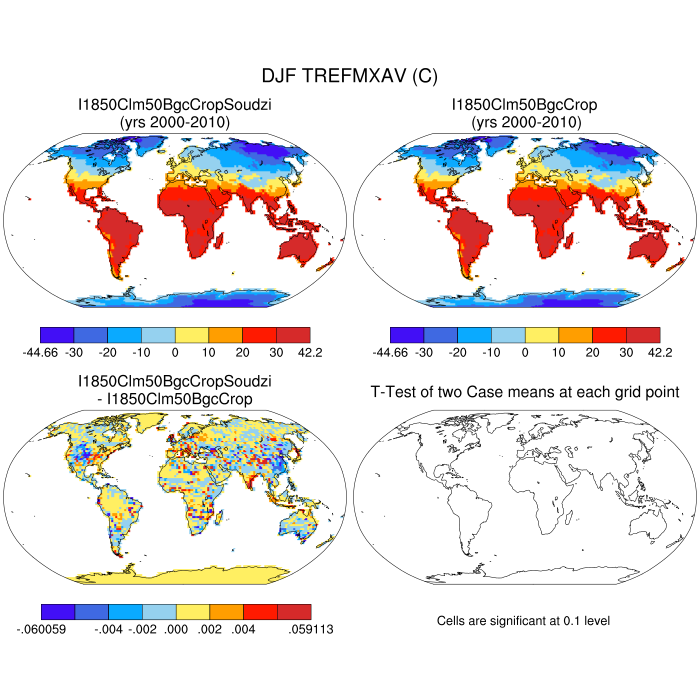 DJF TREFMXAV (C)
I1850Clm50BgcCropSoudzi
(yrs 2000-2010)
I1850Clm50BgcCrop
(yrs 2000-2010)
-44.66 -30 -20 -10 0 10 20 30 42.2
-44.66 -30 -20 -10 0 10 20 30 42.2
I1850Clm50BgcCropSoudzi
- I1850Clm50BgcCrop
T-Test of two Case means at each grid point
-.060059 -.004 -.002 .000 .002 .004 .059113
Cells are significant at 0.1 level